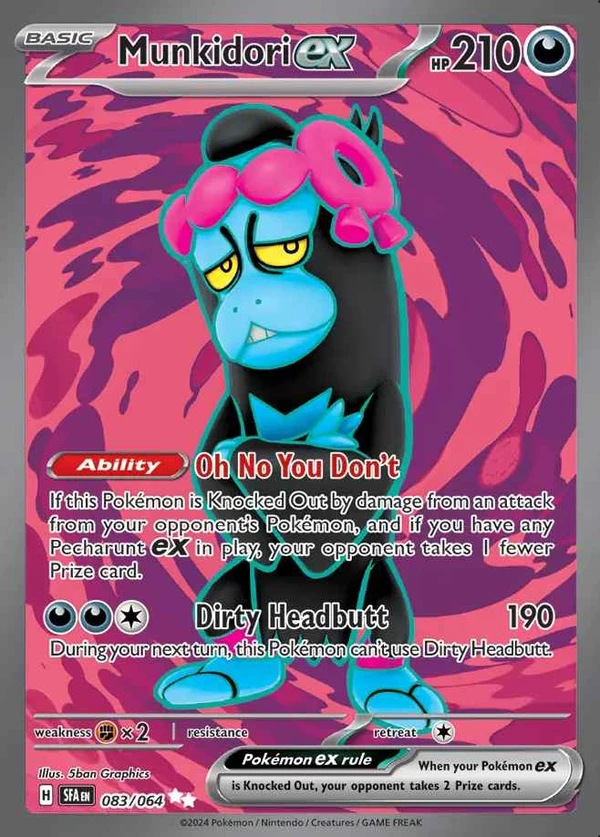 BASIC Munkidori ex HP 210
Ability Oh No You Don't
If this Pokémon is Knocked Out by damage from an attack
from your opponent's Pokémon, and if you have any
Pecharunt ex in play, your opponent takes 1 fewer
Prize card.
Dirty Headbutt 190
During your next turn, this Pokémon can't use Dirty Headbutt.
weakness ×2 resistance retreat
Pokémon ex rule When your Pokémon ex
is Knocked Out, your opponent takes 2 Prize cards.
Illus. 5ban Graphics
H SFA EN 083/064
©2024 Pokémon / Nintendo / Creatures / GAME FREAK